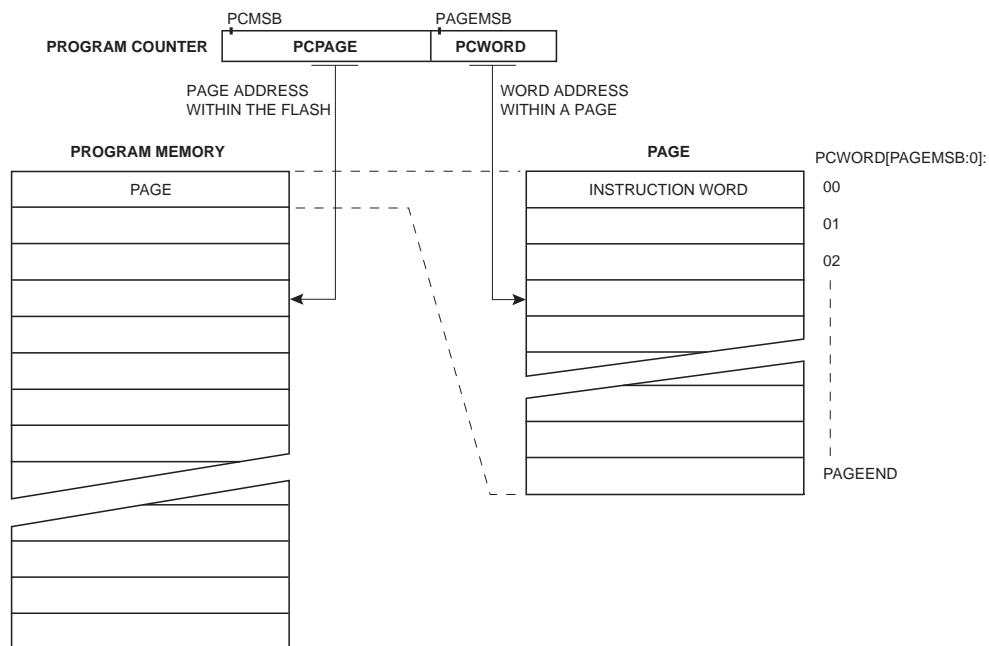 PCMSB PAGEMSB
PROGRAM COUNTER PCPAGE PCWORD
PAGE ADDRESS
WITHIN THE FLASH
WORD ADDRESS
WITHIN A PAGE
PROGRAM MEMORY
PAGE
PAGE
INSTRUCTION WORD
PCWORD[PAGEMSB:0]:
00
01
02
PAGEEND